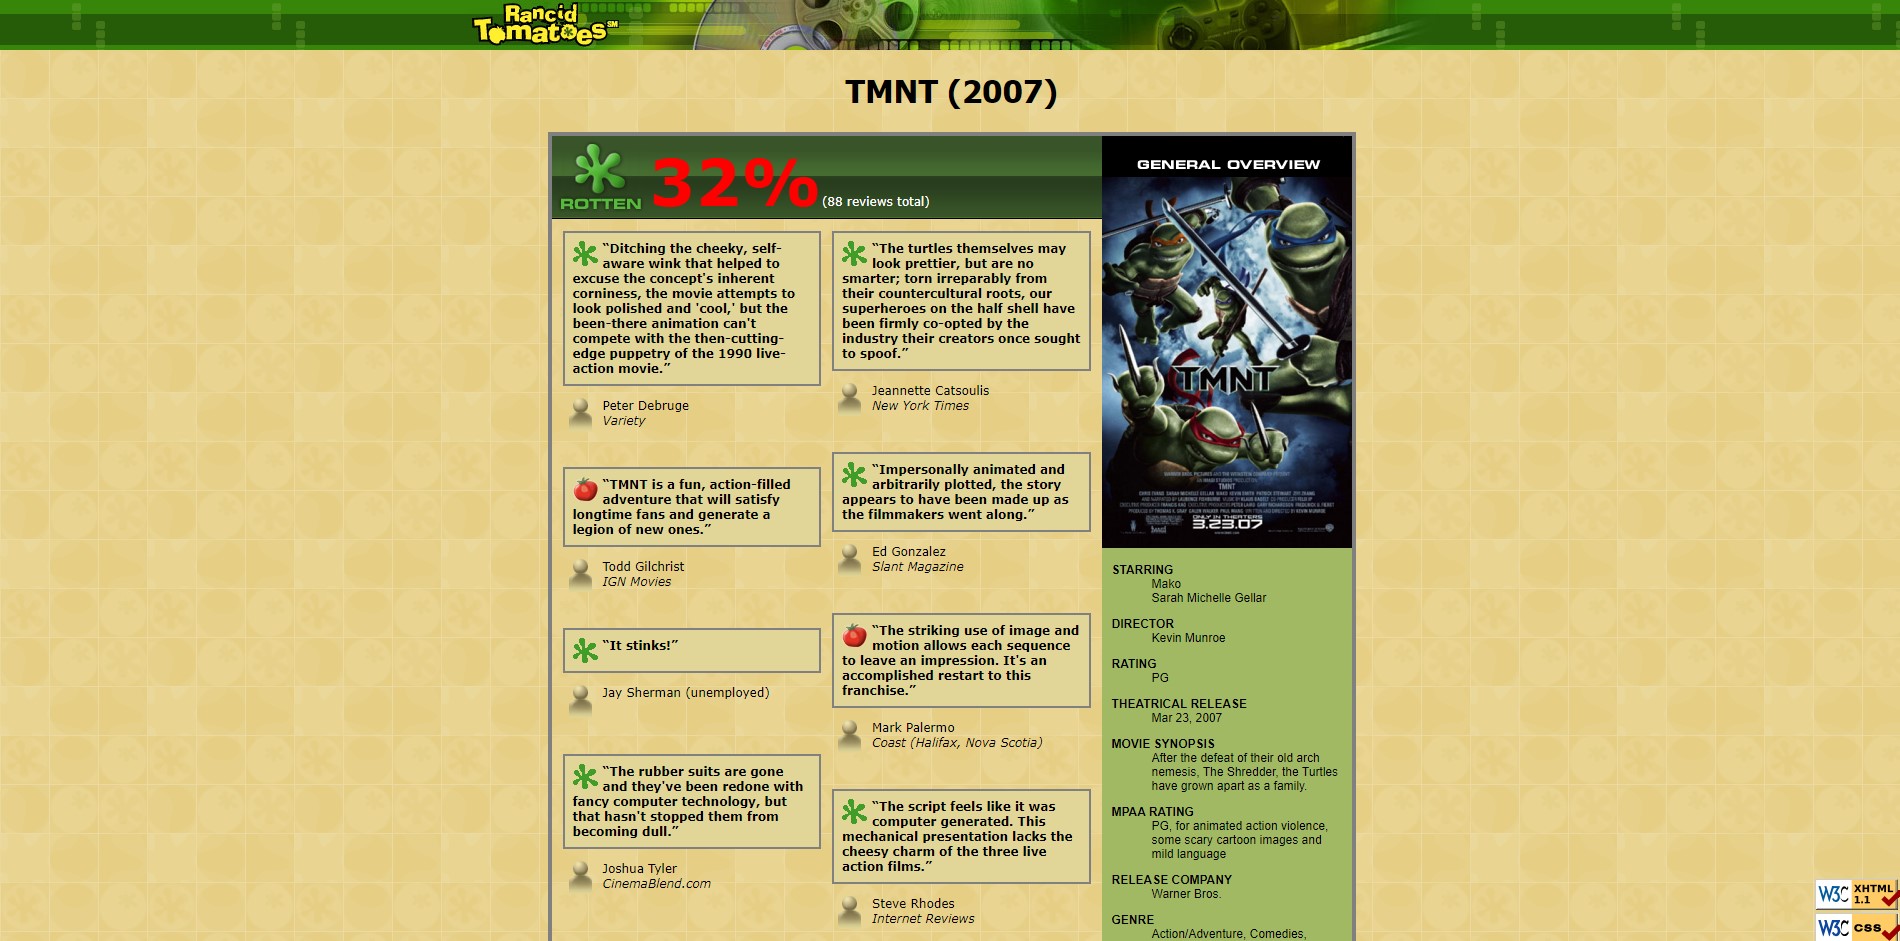 Rancid
Tomatoes SM
TMNT (2007)
ROTTEN
32% (88 reviews total)
“Ditching the cheeky, self-
aware wink that helped to
excuse the concept's inherent
corniness, the movie attempts to
look polished and 'cool,' but the
been-there animation can't
compete with the then-cutting-
edge puppetry of the 1990 live-
action movie.”
Peter Debruge
Variety
“TMNT is a fun, action-filled
adventure that will satisfy
longtime fans and generate a
legion of new ones.”
Todd Gilchrist
IGN Movies
“It stinks!”
Jay Sherman (unemployed)
“The rubber suits are gone
and they've been redone with
fancy computer technology, but
that hasn't stopped them from
becoming dull.”
Joshua Tyler
CinemaBlend.com
“The turtles themselves may
look prettier, but are no
smarter; torn irreparably from
their countercultural roots, our
superheroes on the half shell have
been firmly co-opted by the
industry their creators once sought
to spoof.”
Jeannette Catsoulis
New York Times
“Impersonally animated and
arbitrarily plotted, the story
appears to have been made up as
the filmmakers went along.”
Ed Gonzalez
Slant Magazine
“The striking use of image and
motion allows each sequence
to leave an impression. It's an
accomplished restart to this
franchise.”
Mark Palermo
Coast (Halifax, Nova Scotia)
“The script feels like it was
computer generated. This
mechanical presentation lacks the
cheesy charm of the three live
action films.”
Steve Rhodes
Internet Reviews
GENERAL OVERVIEW
TMNT
TMNT
ONLY IN THEATERS
3.23.07
STARRING
Mako
Sarah Michelle Gellar
DIRECTOR
Kevin Munroe
RATING
PG
THEATRICAL RELEASE
Mar 23, 2007
MOVIE SYNOPSIS
After the defeat of their old arch
nemesis, The Shredder, the Turtles
have grown apart as a family.
MPAA RATING
PG, for animated action violence,
some scary cartoon images and
mild language
RELEASE COMPANY
Warner Bros.
GENRE
Action/Adventure, Comedies,
W3C XHTML
1.1
W3C CSS